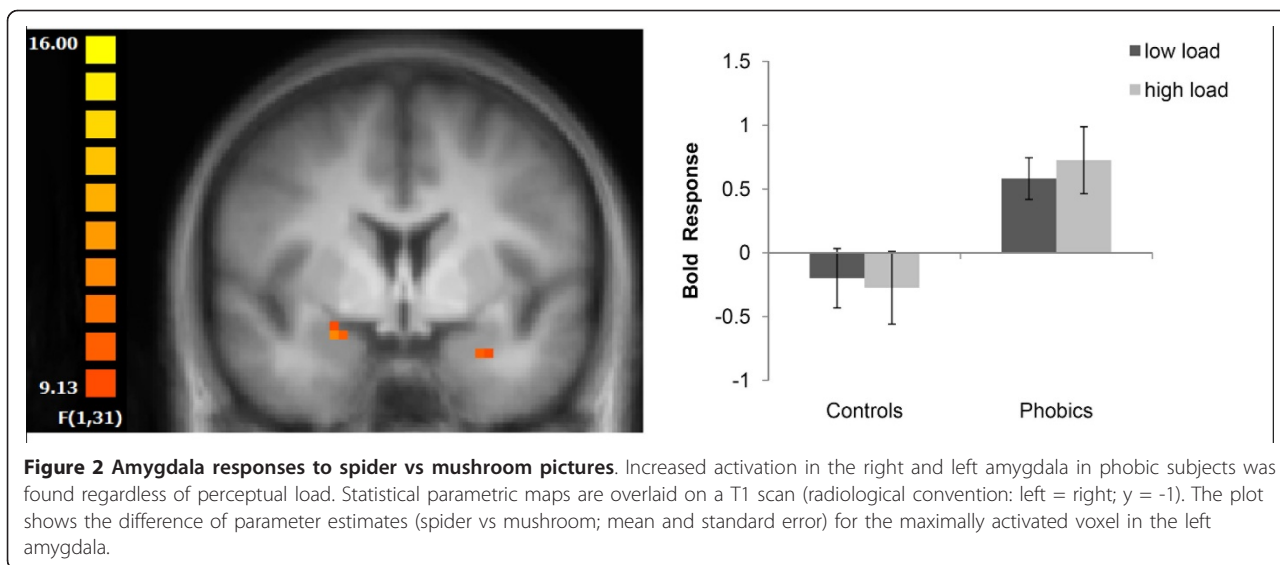 16.00
9.13
F(1,31)
low load
high load
1.5
1
0.5
0
-0.5
-1
Bold Response
Controls
Phobics
Figure 2 Amygdala responses to spider vs mushroom pictures. Increased activation in the right and left amygdala in phobic subjects was
found regardless of perceptual load. Statistical parametric maps are overlaid on a T1 scan (radiological convention: left = right; y = -1). The plot
shows the difference of parameter estimates (spider vs mushroom; mean and standard error) for the maximally activated voxel in the left
amygdala.